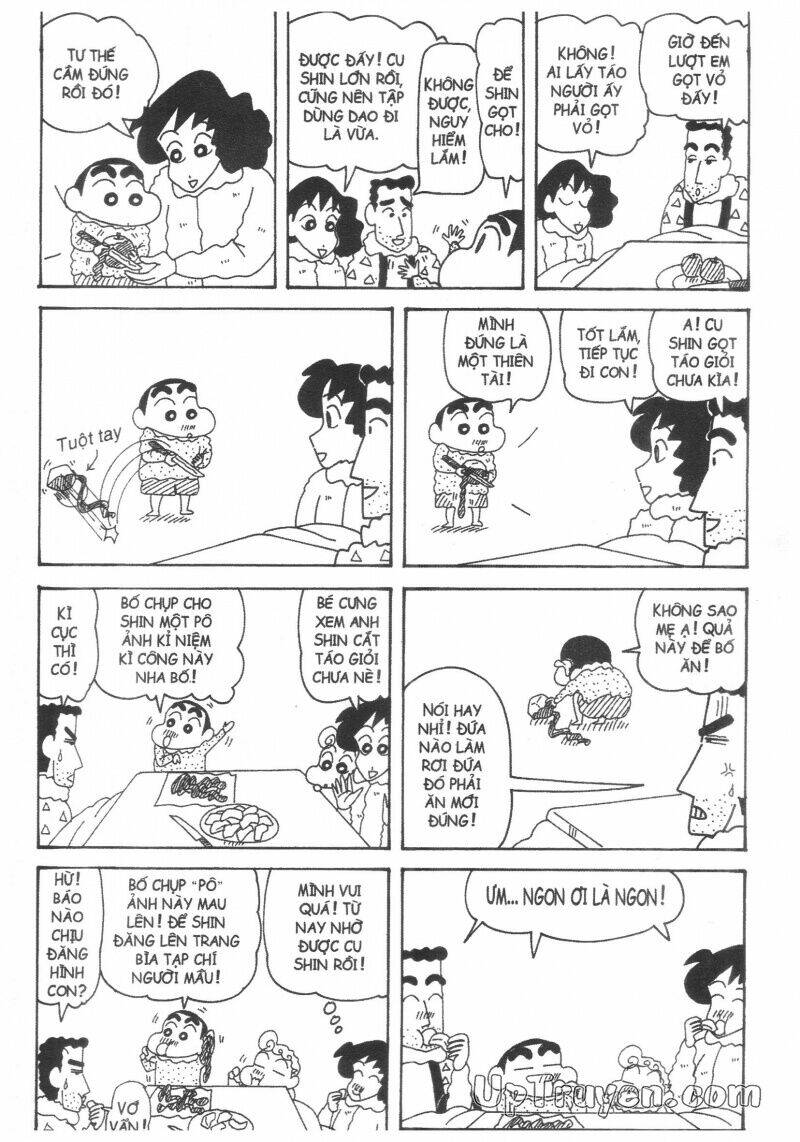 GIỜ ĐẾN
LƯỢT EM
GỌT VỎ
ĐẤY!
KHÔNG!
AI LẤY TÁO
NGƯỜI ẤY
PHẢI GỌT
VỎ!
ĐỂ
SHIN
GỌT
CHO!
KHÔNG
ĐƯỢC,
NGUY
HIỂM
LẮM!
ĐƯỢC ĐẤY! CU
SHIN LỚN RỒI,
CŨNG NÊN TẬP
DÙNG DAO ĐI
LÀ VỪA.
TƯ THẾ
CẦM ĐÚNG
RỒI ĐÓ!
A! CU
SHIN GỌT
TÁO GIỎI
CHƯA KÌA!
TỐT LẮM,
TIẾP TỤC
ĐI CON!
MÌNH
ĐÚNG LÀ
MỘT THIÊN
TÀI!
Tuột tay
KHÔNG SAO
MẸ Ạ! QUẢ
NÀY ĐỂ BỐ
ĂN!
NÓI HAY
NHỈ! ĐỨA
NÀO LÀM
RƠI ĐỨA
ĐÓ PHẢI
ĂN MỚI
ĐÚNG!
BÉ CƯNG
XEM ANH
SHIN CẮT
TÁO GIỎI
CHƯA NÈ!
BỐ CHỤP CHO
SHIN MỘT PÔ
ẢNH KỈ NIỆM
KÌ CÔNG NÀY
NHA BỐ!
KÌ
CỤC
THÌ
CÓ!
ƯM... NGON ƠI LÀ NGON!
MÌNH VUI
QUÁ! TỪ
NAY NHỜ
ĐƯỢC CU
SHIN RỒI!
BỐ CHỤP "PÔ"
ẢNH NÀY MAU
LÊN! ĐỂ SHIN
ĐĂNG LÊN TRANG
BÌA TẠP CHÍ
NGƯỜI MẪU!
HỪ!
BÁO
NÀO
CHỊU
ĐĂNG
HÌNH
CON?
VỚ
VẨN!
UpTruyen.com